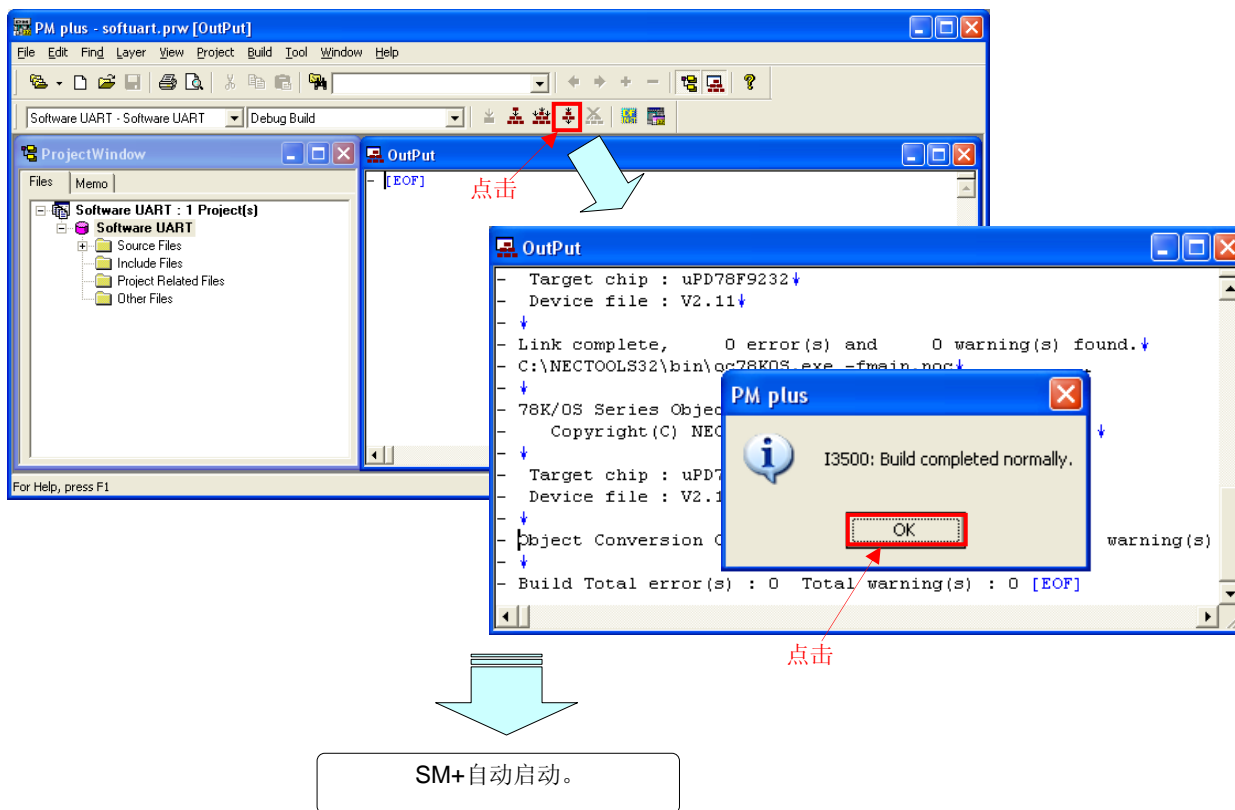 PM plus - softuart.prw [OutPut]
File Edit Find Layer View Project Build Tool Window Help
Software UART - Software UART
Debug Build
ProjectWindow
Files Memo
Software UART : 1 Project(s)
Software UART
Source Files
Include Files
Project Related Files
Other Files
For Help, press F1
OutPut
[EOF]
点击
OutPut
Target chip : uPD78F9232
Device file : V2.11
Link complete, 0 error(s) and 0 warning(s) found.
C:\NECTOOLS32\bin\oc78K0S.exe -fmain.poc
78K/0S Series Objec
Copyright(C) NEC
Target chip : uPD7
Device file : V2.1
Object Conversion C
warning(s)
Build Total error(s) : 0 Total warning(s) : 0 [EOF]
PM plus
I3500: Build completed normally.
OK
点击
SM+自动启动。